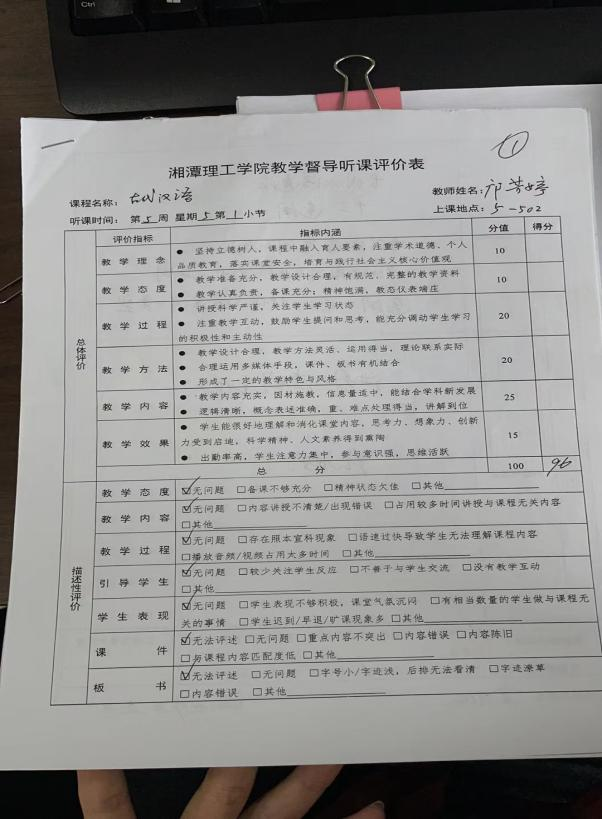 Ctrl
①
湘潭理工学院教学督导听课评价表
课程名称：古代汉语 教师姓名：邝芳婷
听课时间： 第5周 星期5第1小节 上课地点：5-502
评价指标 指标内涵 分值 得分
总体评价
教学理念 ● 坚持立德树人，课程中融入育人要素，注重学术道德、个人
品质教育，落实课堂安全，培育与践行社会主义核心价值观 10
教学态度 ● 教学准备充分，教学设计合理，有规范、完整的教学资料
● 教学认真负责，备课充分；精神饱满，教态仪表端庄 10
教学过程 ● 讲授科学严谨，关注学生学习状态
● 注重教学互动，鼓励学生提问和思考，能充分调动学生学习
的积极性和主动性 20
教学方法 ● 教学设计合理，教学方法灵活、运用得当，理论联系实际
● 合理运用多媒体手段，课件、板书有机结合
● 形成了一定的教学特色与风格 20
教学内容 ● 教学内容充实，因材施教，信息量适中，能结合学科新发展
● 逻辑清晰，概念表述准确，重、难点处理得当，讲解到位 25
教学效果 ● 学生能很好地理解和消化课堂内容，思考力、想象力、创新
力受到启迪，科学精神、人文素养得到熏陶
● 出勤率高，学生注意力集中，参与意识强，思维活跃 15
总 分 100 96
描述性评价
教学态度 ☑无问题 □备课不够充分 □精神状态欠佳 □其他
教学内容 ☑无问题 □内容讲授不清楚/出现错误 □占用较多时间讲授与课程无关内容
□其他
教学过程 ☑无问题 □存在照本宣科现象 □语速过快导致学生无法理解课程内容
□播放音频/视频占用太多时间 □其他
引导学生 ☑无问题 □较少关注学生反应 □不善于与学生交流 □没有教学互动
□其他
学生表现 ☑无问题 □学生表现不够积极，课堂气氛沉闷 □有相当数量的学生做与课程无
关的事情 □学生迟到/早退/旷课现象多 □其他
课件 ☑无法评述 □无问题 □重点内容不突出 □内容错误 □内容陈旧
□与课程内容匹配度低 □其他
板书 ☑无法评述 □无问题 □字号小/字迹浅，后排无法看清 □字迹潦草
□内容错误 □其他